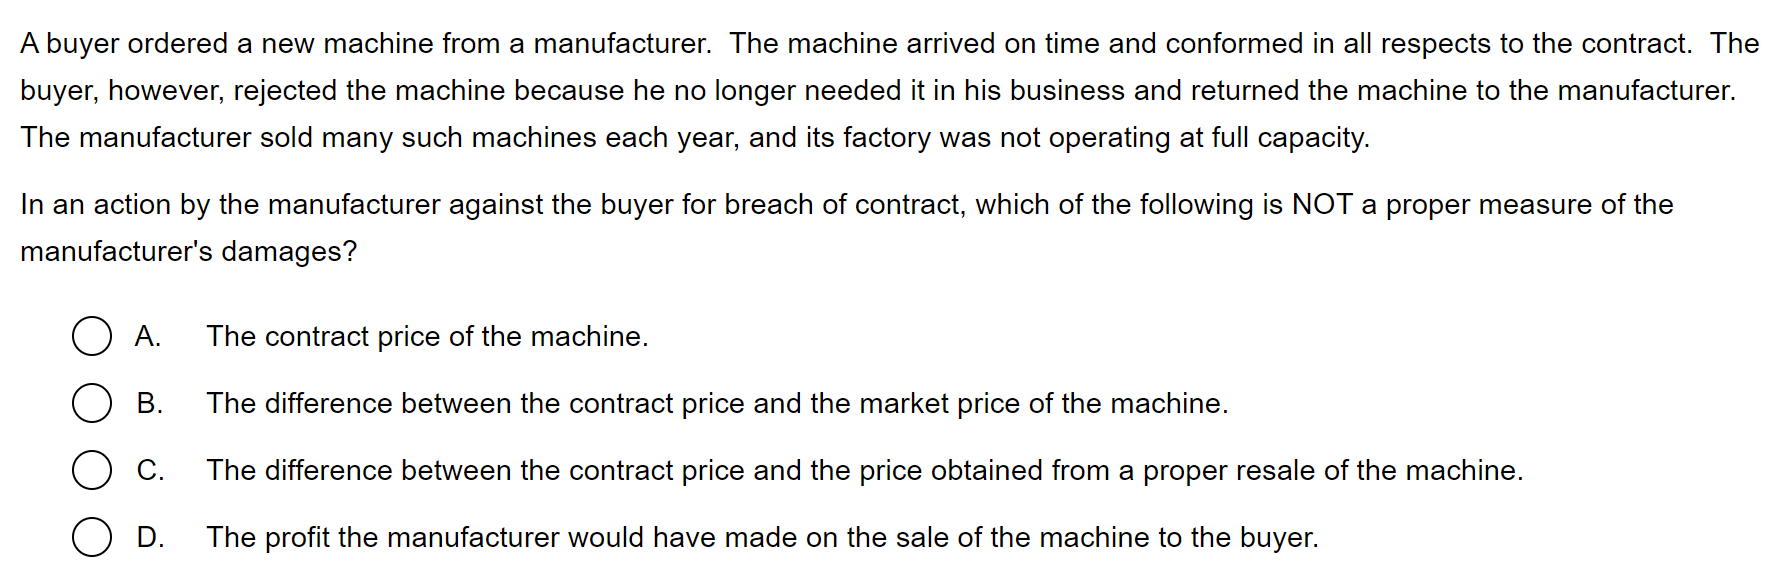 A buyer ordered a new machine from a manufacturer.  The machine arrived on time and conformed in all respects to the contract.  The
buyer, however, rejected the machine because he no longer needed it in his business and returned the machine to the manufacturer.
The manufacturer sold many such machines each year, and its factory was not operating at full capacity.
In an action by the manufacturer against the buyer for breach of contract, which of the following is NOT a proper measure of the
manufacturer's damages?
A. The contract price of the machine.
B. The difference between the contract price and the market price of the machine.
C. The difference between the contract price and the price obtained from a proper resale of the machine.
D. The profit the manufacturer would have made on the sale of the machine to the buyer.